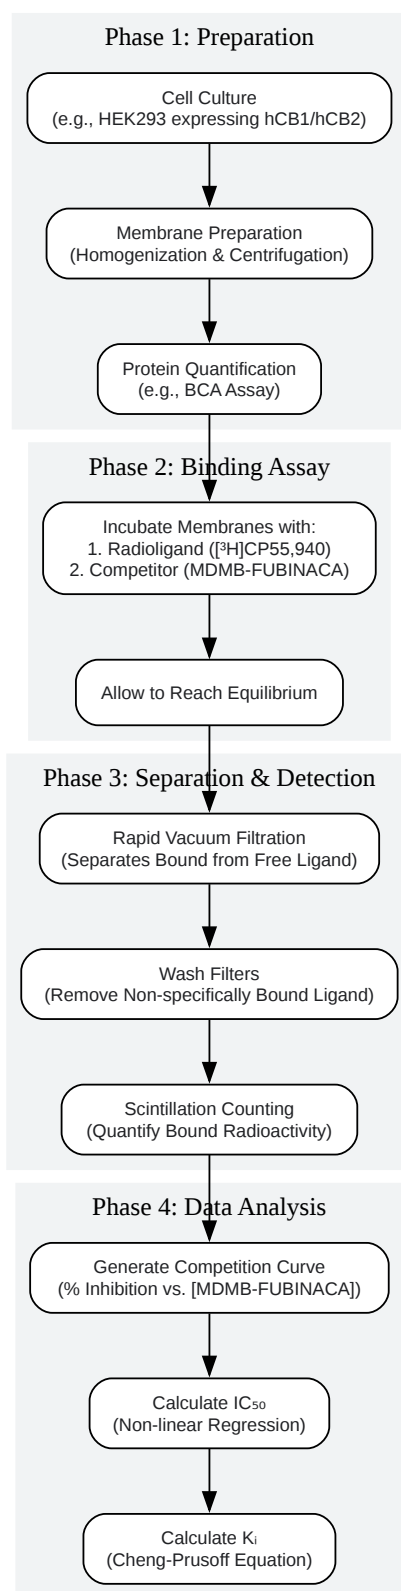 Phase 1: Preparation
Cell Culture
(e.g., HEK293 expressing hCB1/hCB2)
Membrane Preparation
(Homogenization & Centrifugation)
Protein Quantification
(e.g., BCA Assay)
Phase 2: Binding Assay
Incubate Membranes with:
1. Radioligand ([³H]CP55,940)
2. Competitor (MDMB-FUBINACA)
Allow to Reach Equilibrium
Phase 3: Separation & Detection
Rapid Vacuum Filtration
(Separates Bound from Free Ligand)
Wash Filters
(Remove Non-specifically Bound Ligand)
Scintillation Counting
(Quantify Bound Radioactivity)
Phase 4: Data Analysis
Generate Competition Curve
(% Inhibition vs. [MDMB-FUBINACA])
Calculate IC₅₀
(Non-linear Regression)
Calculate Kᵢ
(Cheng-Prusoff Equation)